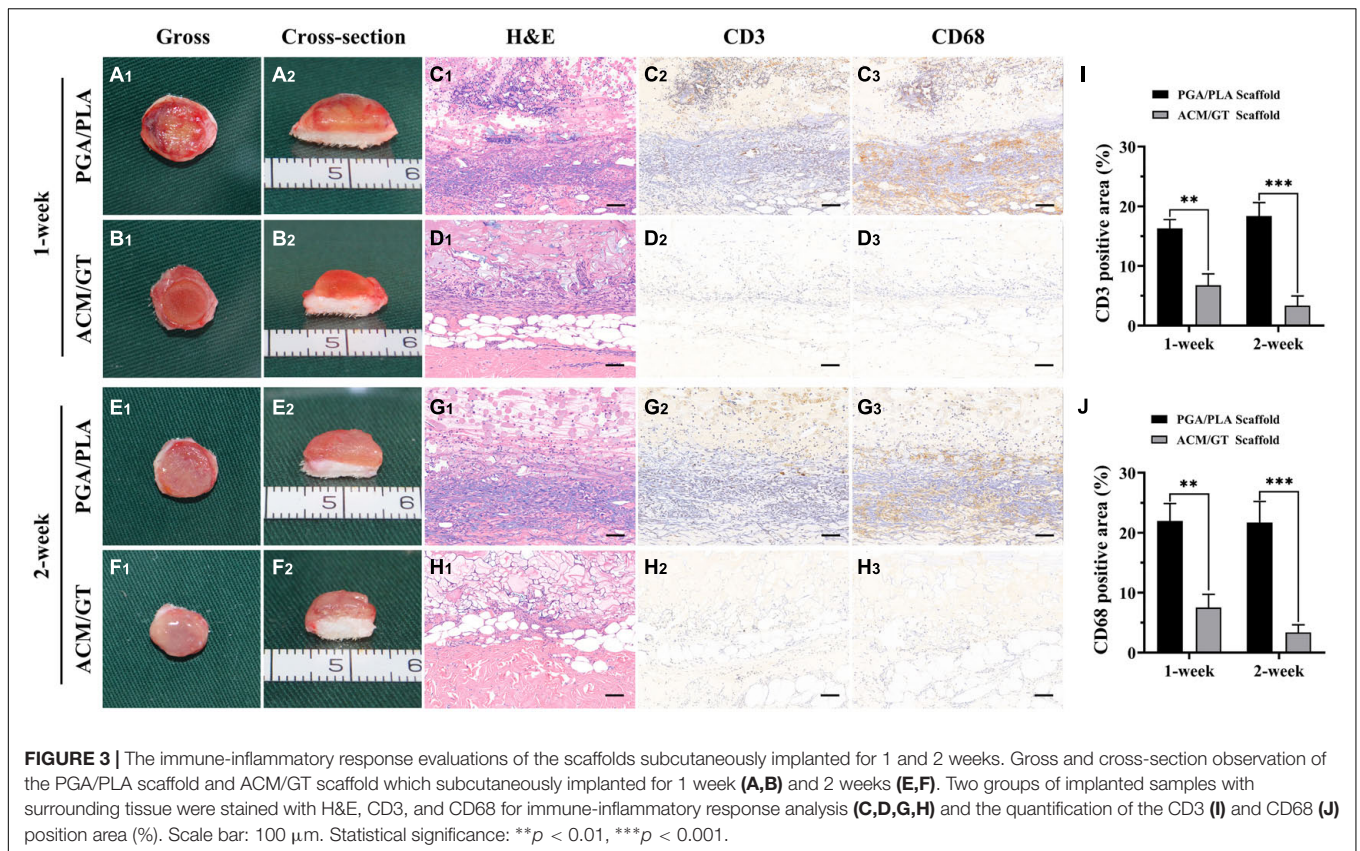 Gross Cross-section H&E CD3 CD68
1-week
PGA/PLA
A1 A2 C1 C2 C3
5 6
ACM/GT
B1 B2 D1 D2 D3
5 6
2-week
PGA/PLA
E1 E2 G1 G2 G3
5 6
ACM/GT
F1 F2 H1 H2 H3
5 6
I
PGA/PLA Scaffold
ACM/GT Scaffold
CD3 positive area (%)
30
20
10
0
** ***
1-week 2-week
J
PGA/PLA Scaffold
ACM/GT Scaffold
CD68 positive area (%)
30
20
10
0
** ***
1-week 2-week
FIGURE 3 | The immune-inflammatory response evaluations of the scaffolds subcutaneously implanted for 1 and 2 weeks. Gross and cross-section observation of
the PGA/PLA scaffold and ACM/GT scaffold which subcutaneously implanted for 1 week (A,B) and 2 weeks (E,F). Two groups of implanted samples with
surrounding tissue were stained with H&E, CD3, and CD68 for immune-inflammatory response analysis (C,D,G,H) and the quantification of the CD3 (I) and CD68 (J)
position area (%). Scale bar: 100 μm. Statistical significance: **p < 0.01, ***p < 0.001.